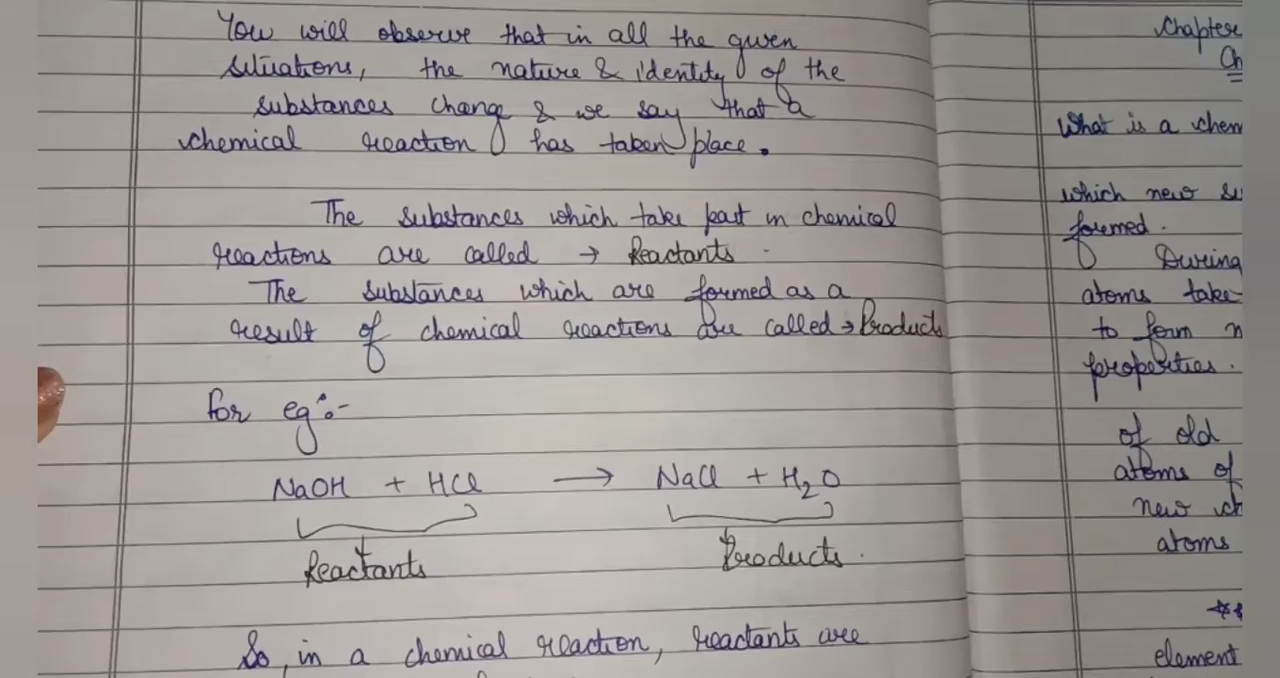 You will observe that in all the given
situations, the nature & identity of the
substances change & we say that a
chemical reaction has taken place.
The substances which take part in chemical
reactions are called → Reactants.
The substances which are formed as a
result of chemical reactions are called → Products
For eg:-
NaOH + HCl → NaCl + H₂O
Reactants Products.
So, in a chemical reaction, reactants are
Chapter
Ch
What is a chem
which new su
formed.
During
atoms take
to form n
properties.
of old
atoms of
new ch
atoms
element